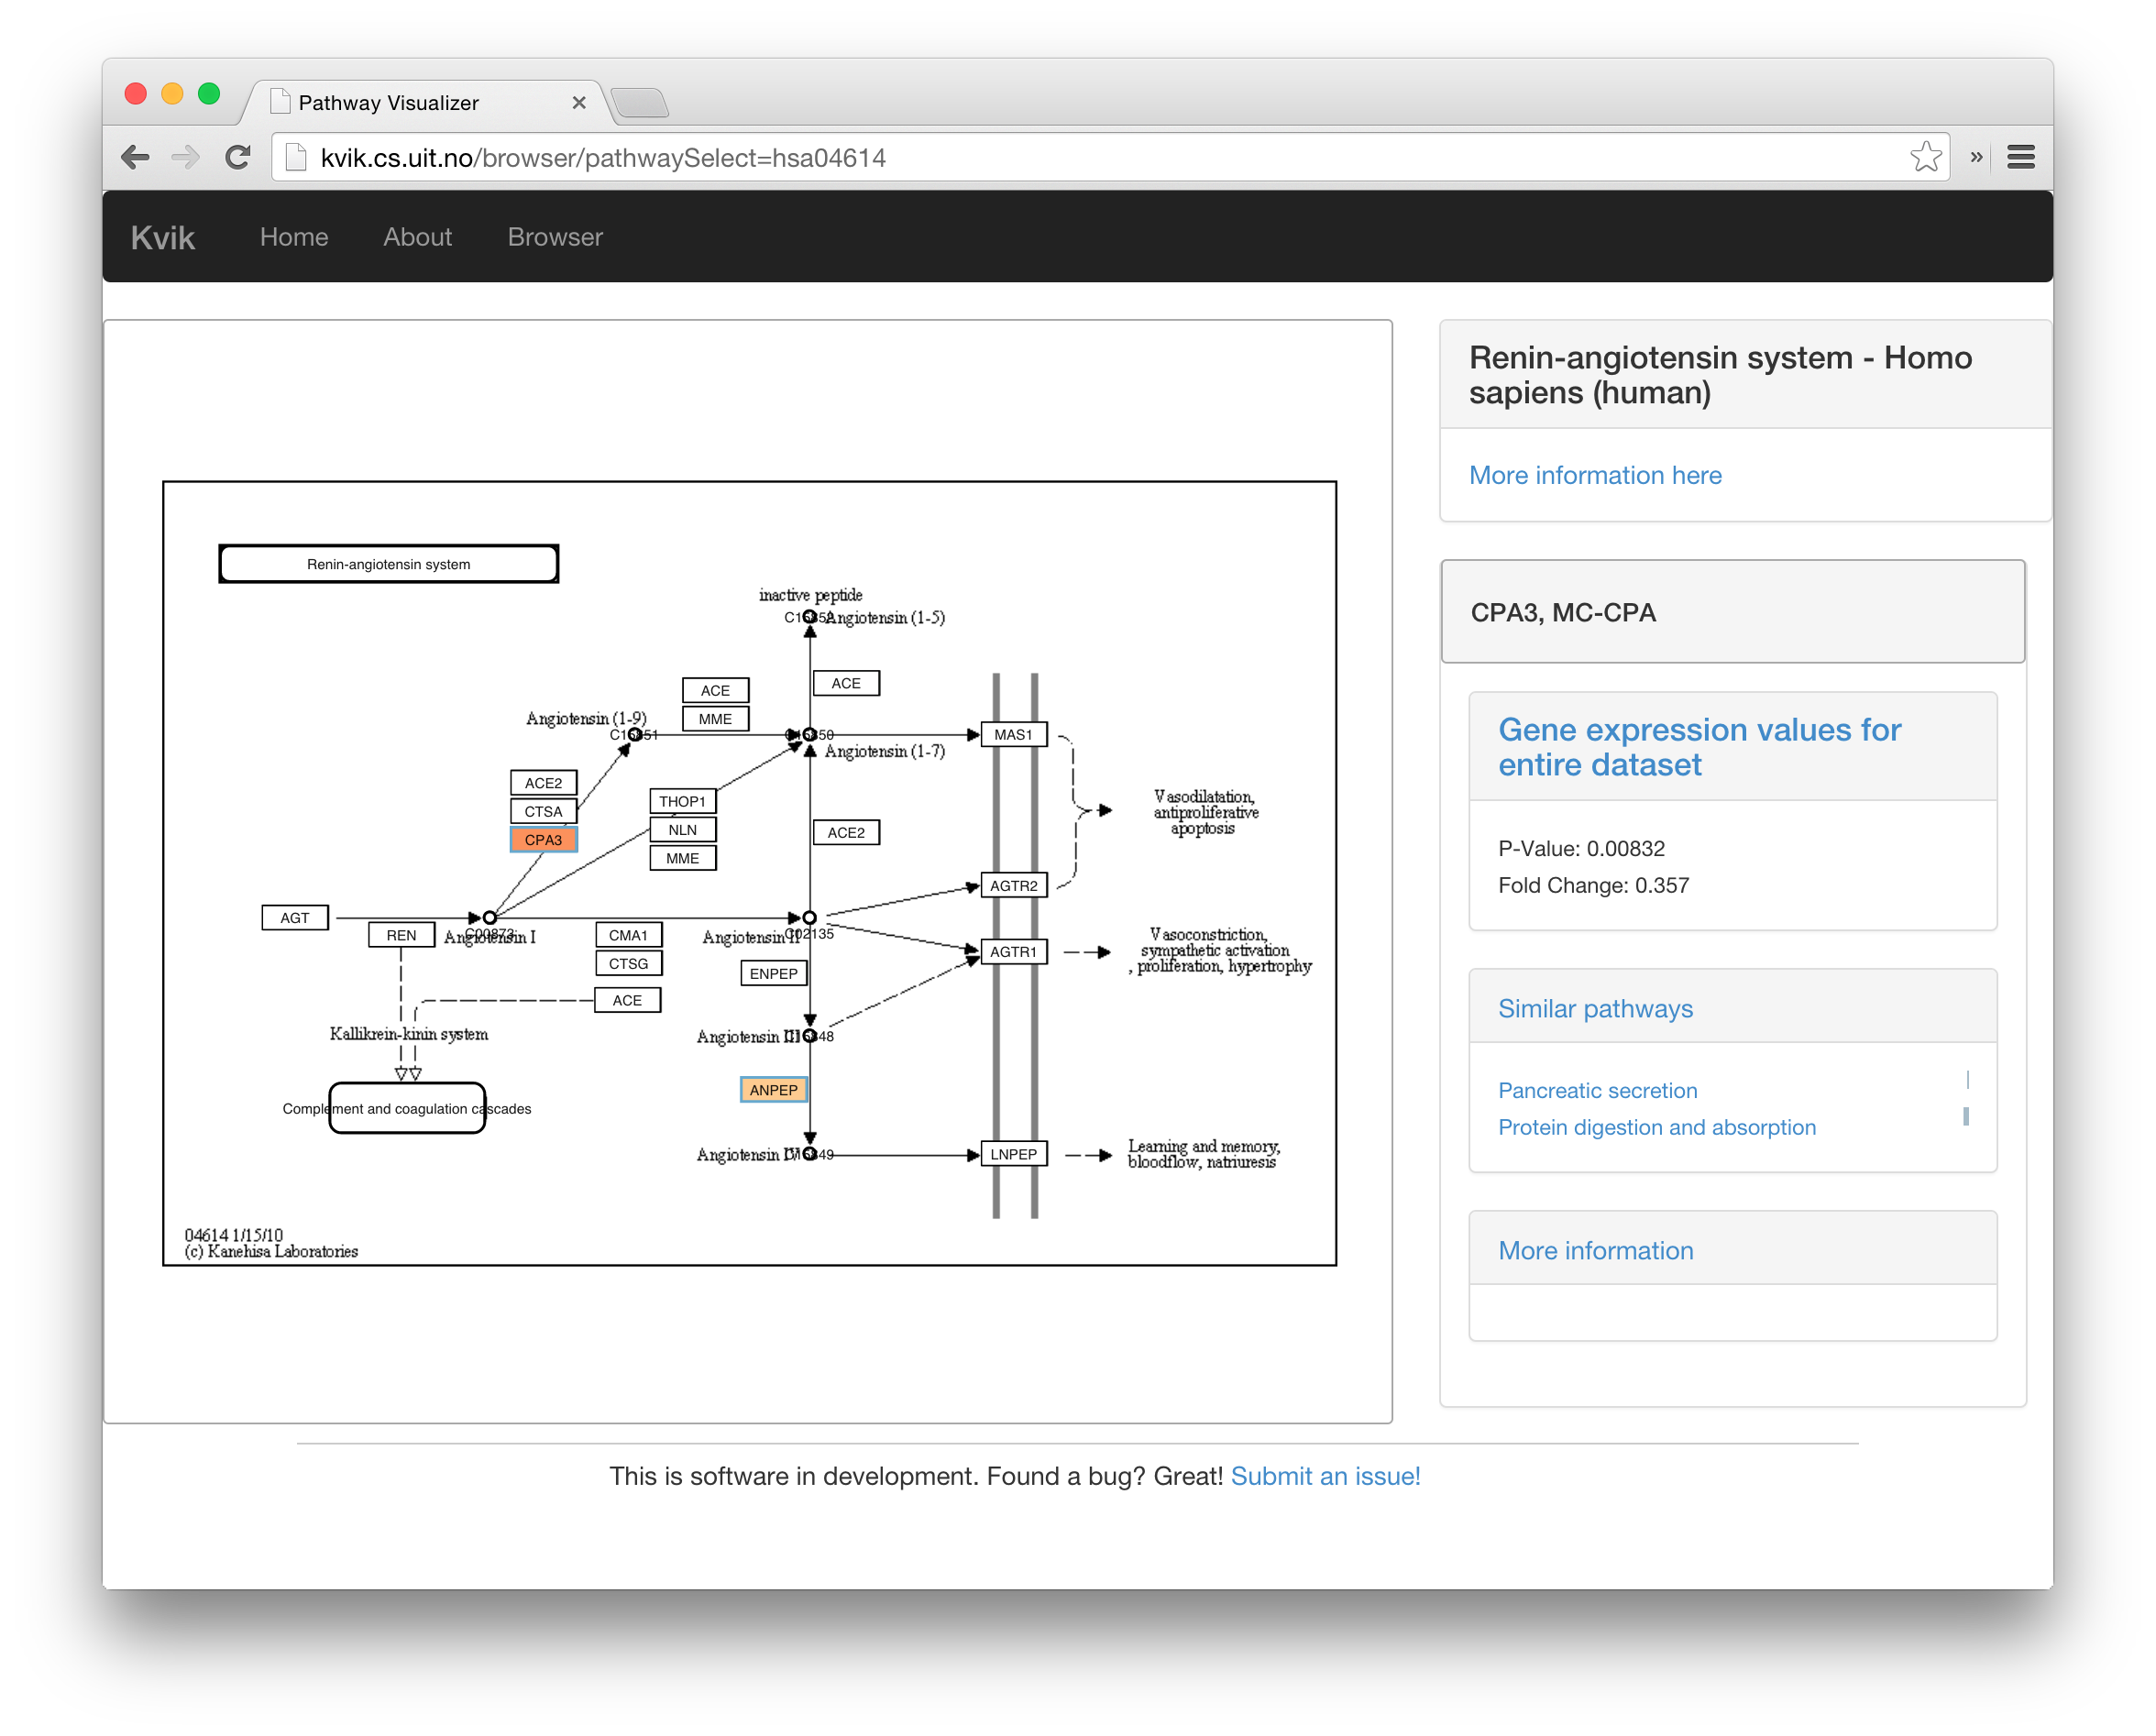 Pathway Visualizer
kvik.cs.uit.no/browser/pathwaySelect=hsa04614
Kvik Home About Browser
Renin-angiotensin system
inactive peptide
Angiotensin (1-5)
ACE
ACE
MME
Angiotensin (1-9)
C15851
MAS1
Angiotensin (1-7)
ACE2
CTSA
CPA3
THOP1
NLN
MME
ACE2
Vasodilatation,
antiproliferative
apoptosis
AGTR2
AGT
REN
Angiotensin I
C00873
CMA1
CTSG
Angiotensin II
C02135
AGTR1
Vasoconstriction,
sympathetic activation
, proliferation, hypertrophy
ENPEP
ACE
Kallikrein-kinin system
Angiotensin III
ANPEP
Complement and coagulation cascades
Angiotensin IV
LNPEP
Learning and memory,
bloodflow, natriuresis
04614 1/15/10
(c) Kanehisa Laboratories
Renin-angiotensin system - Homo
sapiens (human)
More information here
CPA3, MC-CPA
Gene expression values for
entire dataset
P-Value: 0.00832
Fold Change: 0.357
Similar pathways
Pancreatic secretion
Protein digestion and absorption
More information
This is software in development. Found a bug? Great! Submit an issue!